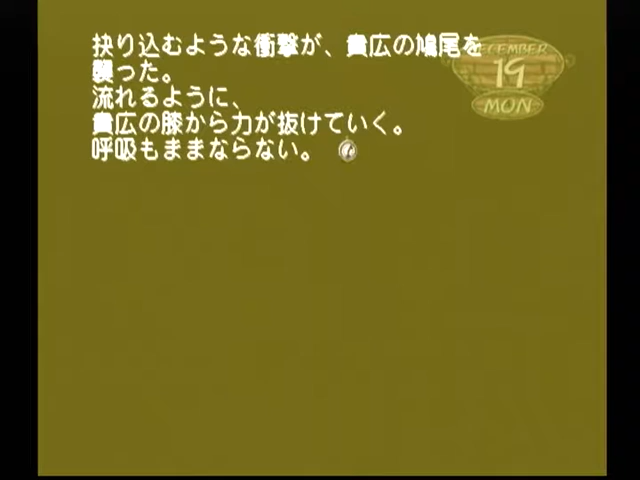 抉り込むような衝撃が、貴広の鳩尾を
襲った。
流れるように、
貴広の膝から力が抜けていく。
呼吸もままならない。
DECEMBER
19
MON